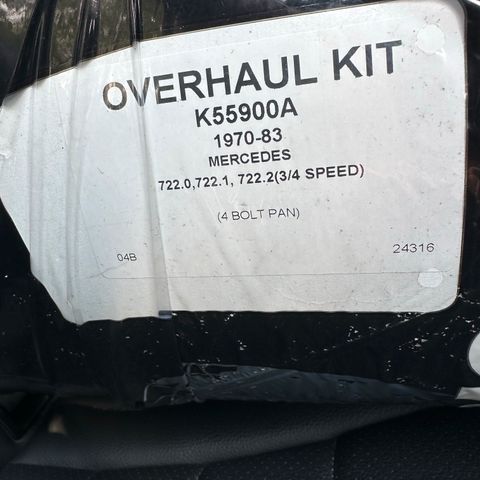 OVERHAUL KIT
K55900A
1970-83
MERCEDES
722.0,722.1, 722.2(3/4 SPEED)
(4 BOLT PAN)
04B
24316